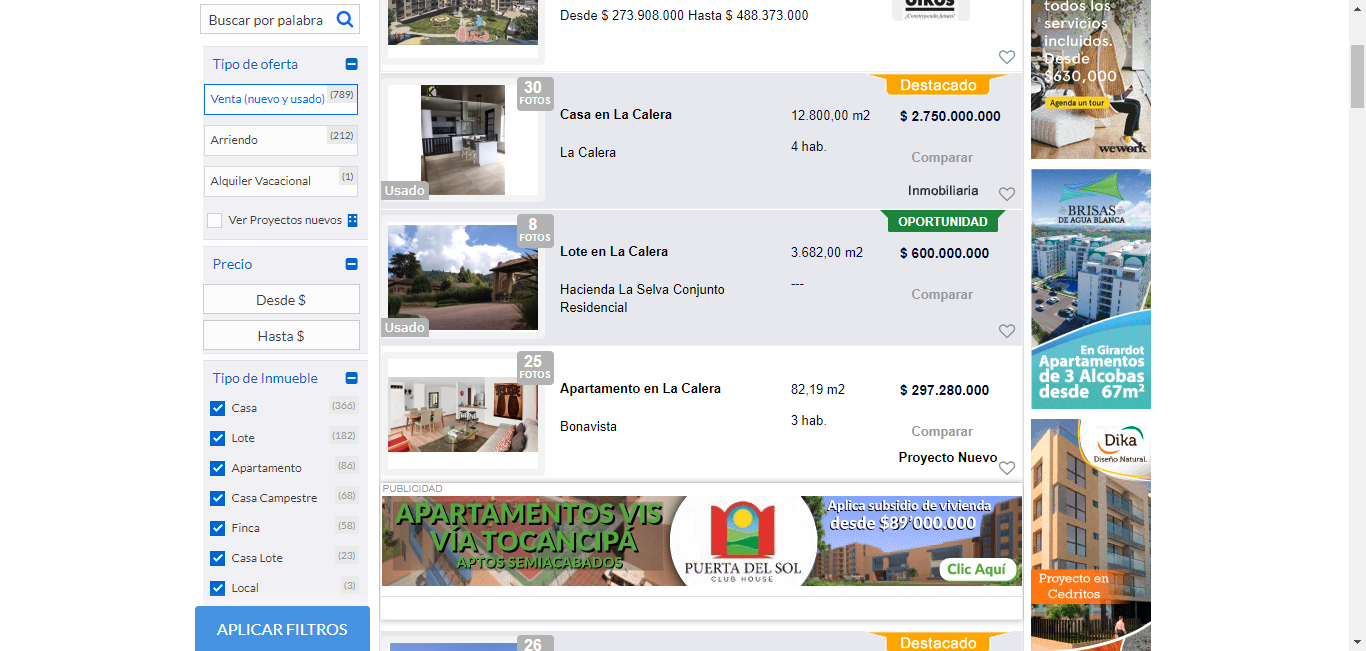 Buscar por palabra
Tipo de oferta
Venta (nuevo y usado) (789)
Arriendo (212)
Alquiler Vacacional (1)
Ver Proyectos nuevos
Precio
Desde $
Hasta $
Tipo de Inmueble
Casa (366)
Lote (182)
Apartamento (86)
Casa Campestre (68)
Finca (58)
Casa Lote (23)
Local (3)
APLICAR FILTROS
Desde $ 273.908.000 Hasta $ 488.373.000
¡Construyendo futuro!
30
FOTOS
Usado
Casa en La Calera
La Calera
12.800,00 m2
4 hab.
Destacado
$ 2.750.000.000
Comparar
Inmobiliaria
8
FOTOS
Usado
Lote en La Calera
Hacienda La Selva Conjunto
Residencial
3.682,00 m2
---
OPORTUNIDAD
$ 600.000.000
Comparar
25
FOTOS
Apartamento en La Calera
Bonavista
82,19 m2
3 hab.
$ 297.280.000
Comparar
Proyecto Nuevo
PUBLICIDAD
APARTAMENTOS VIS
VÍA TOCANCIPÁ
APTOS SEMIACABADOS
PUERTA DEL SOL
CLUB HOUSE
Aplica subsidio de vivienda
desde $89'000.000
Clic Aquí
26
Destacado
todos los
servicios
incluidos.
Desde
$630,000
Agenda un tour
wework
BRISAS
DE AGUA BLANCA
En Girardot
Apartamentos
de 3 Alcobas
desde 67m²
Dika
Diseño Natural.
Proyecto en
Cedritos